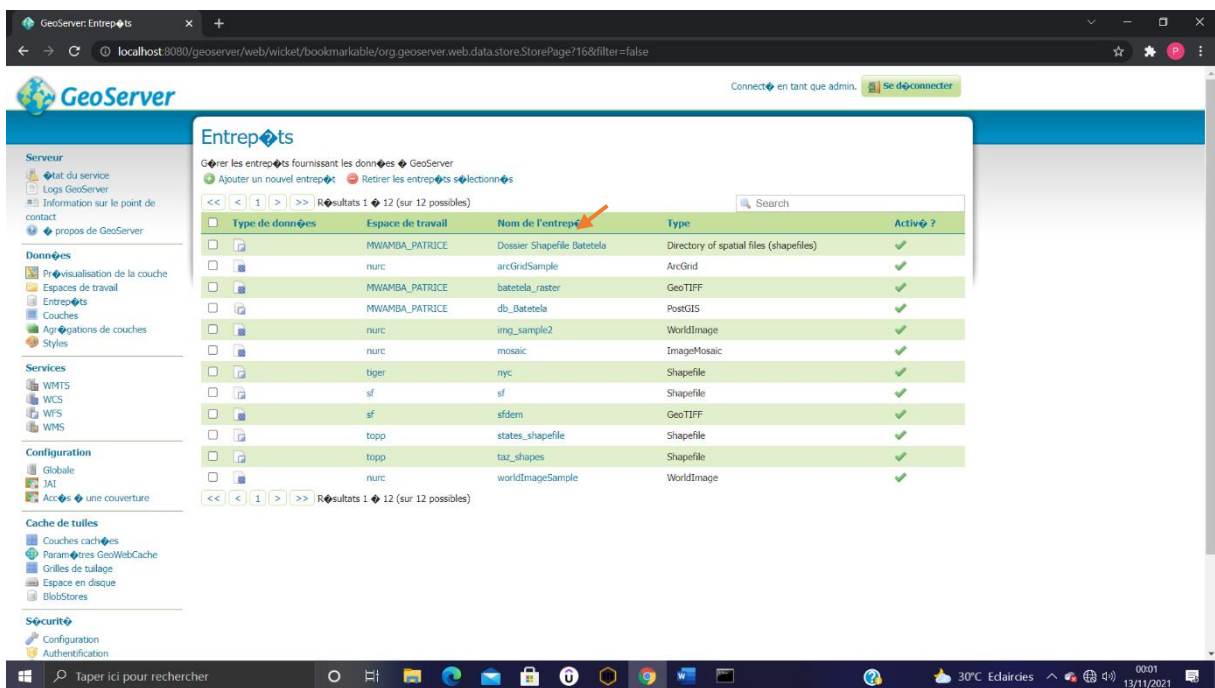 GeoServer: Entrep�ts
localhost:8080/geoserver/web/wicket/bookmarkable/org.geoserver.web.data.store.StorePage?16&filter=false
P
GeoServer
Connect� en tant que admin.
Se d�connecter
Serveur
�tat du service
Logs GeoServer
Information sur le point de
contact
� propos de GeoServer
Donn�es
Pr�visualisation de la couche
Espaces de travail
Entrep�ts
Couches
Agr�gations de couches
Styles
Services
WMTS
WCS
WFS
WMS
Configuration
Globale
JAI
Acc�s � une couverture
Cache de tuiles
Couches cach�es
Param�tres GeoWebCache
Grilles de tuilage
Espace en disque
BlobStores
S�curit�
Configuration
Authentification
Entrep�ts
G�rer les entrep�ts fournissant les donn�es � GeoServer
Ajouter un nouvel entrep�t Retirer les entrep�ts s�lectionn�s
<< < 1 > >> R�sultats 1 � 12 (sur 12 possibles) Search
Type de donn�es Espace de travail Nom de l'entrep� Type Activ� ?
MWAMBA_PATRICE Dossier Shapefile Batetela Directory of spatial files (shapefiles)
nurc arcGridSample ArcGrid
MWAMBA_PATRICE batetela_raster GeoTIFF
MWAMBA_PATRICE db_Batetela PostGIS
nurc img_sample2 WorldImage
nurc mosaic ImageMosaic
tiger nyc Shapefile
sf sf Shapefile
sf sfdem GeoTIFF
topp states_shapefile Shapefile
topp taz_shapes Shapefile
nurc worldImageSample WorldImage
<< < 1 > >> R�sultats 1 � 12 (sur 12 possibles)
Taper ici pour rechercher
30°C Eclaircies
00:01
13/11/2021